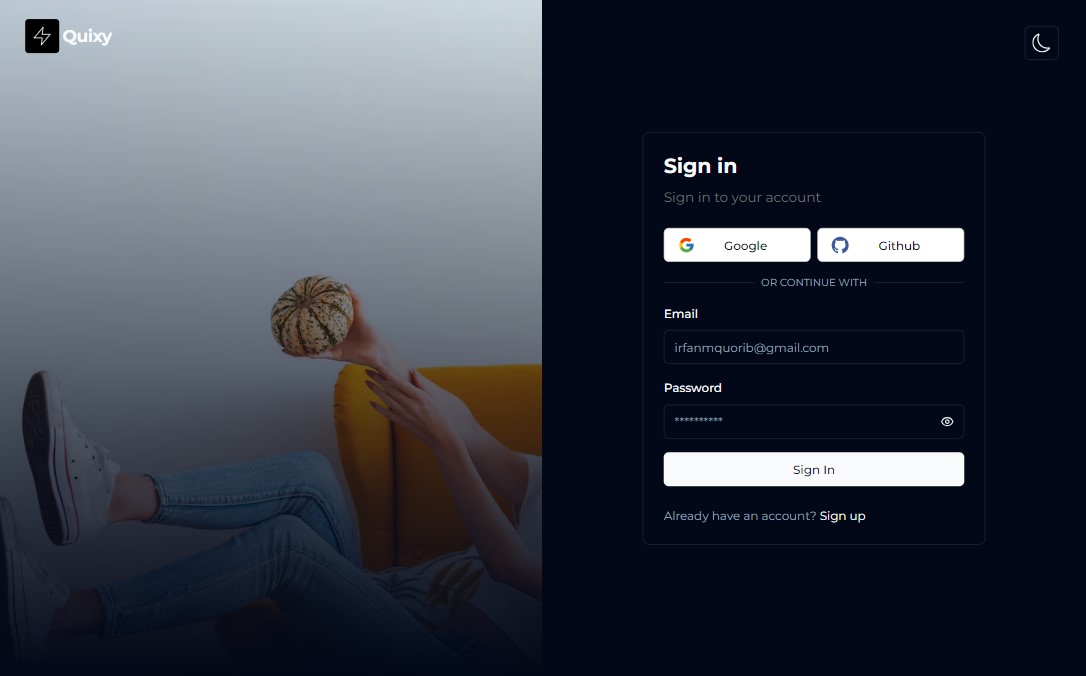 Quixy
Sign in
Sign in to your account
Google Github
OR CONTINUE WITH
Email
irfanmquorib@gmail.com
Password
**********
Sign In
Already have an account? Sign up